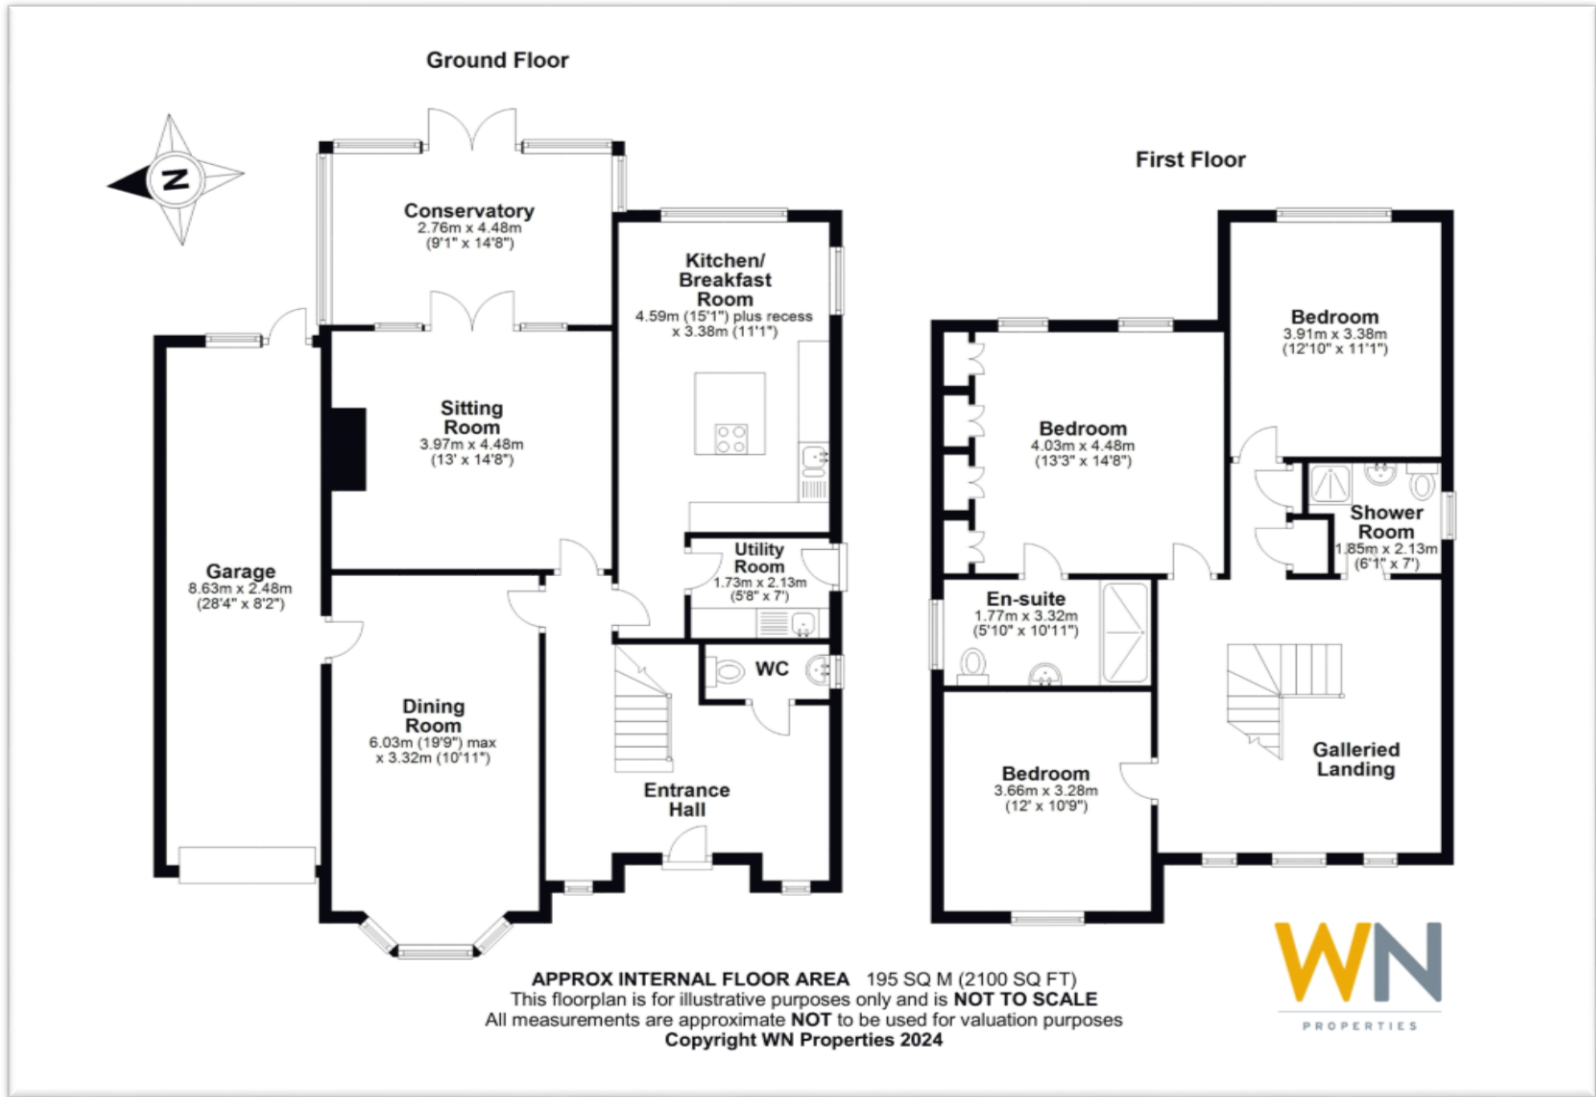 Ground Floor
First Floor
N
Conservatory
2.76m x 4.48m
(9'1" x 14'8")
Kitchen/
Breakfast
Room
4.59m (15'1") plus recess
x 3.38m (11'1")
Sitting
Room
3.97m x 4.48m
(13' x 14'8")
Garage
8.63m x 2.48m
(28'4" x 8'2")
Utility
Room
1.73m x 2.13m
(5'8" x 7')
WC
Dining
Room
6.03m (19'9") max
x 3.32m (10'11")
Entrance
Hall
Bedroom
3.91m x 3.38m
(12'10" x 11'1")
Bedroom
4.03m x 4.48m
(13'3" x 14'8")
Shower
Room
1.85m x 2.13m
(6'1" x 7')
En-suite
1.77m x 3.32m
(5'10" x 10'11")
Bedroom
3.66m x 3.28m
(12' x 10'9")
Galleried
Landing
APPROX INTERNAL FLOOR AREA 195 SQ M (2100 SQ FT)
This floorplan is for illustrative purposes only and is NOT TO SCALE
All measurements are approximate NOT to be used for valuation purposes
Copyright WN Properties 2024
WN
PROPERTIES